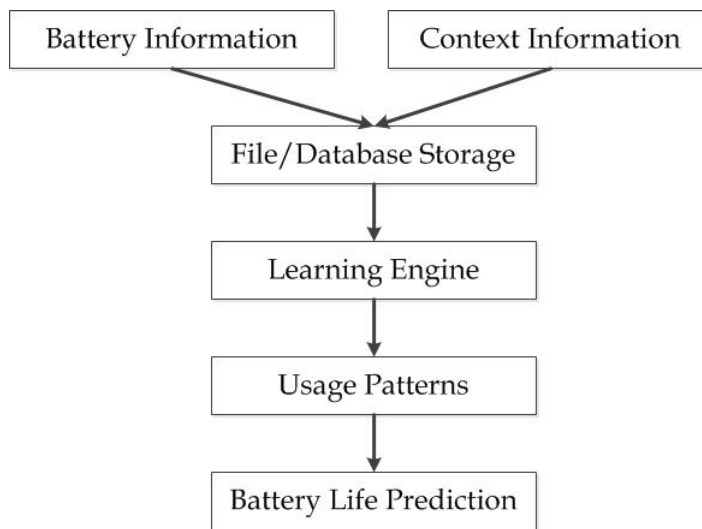 Battery Information
Context Information
File/Database Storage
Learning Engine
Usage Patterns
Battery Life Prediction